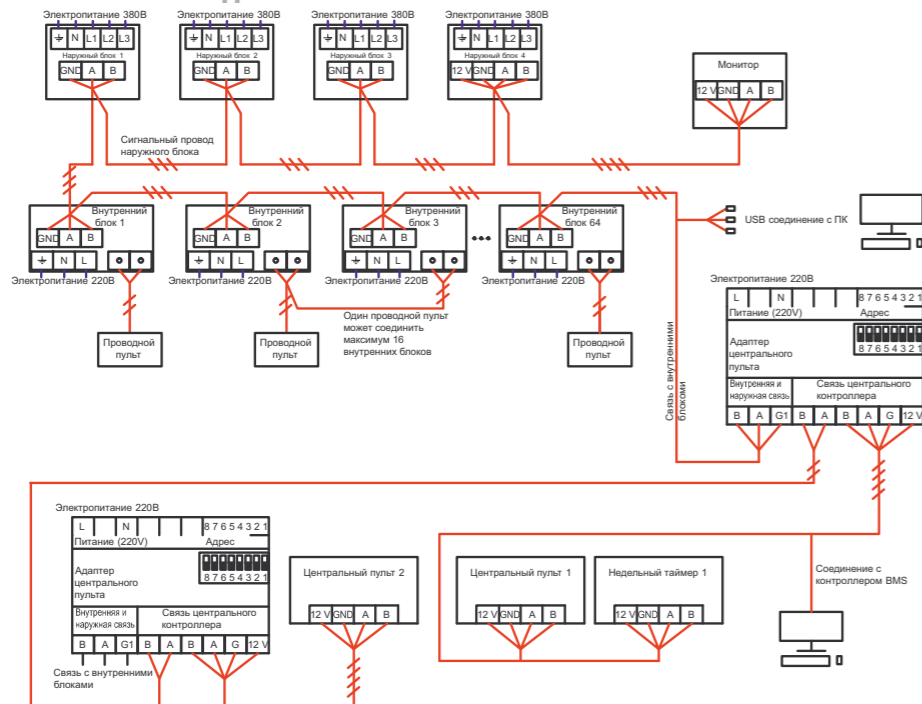 Электропитание 380В Электропитание 380В Электропитание 380В Электропитание 380В
N L1 L2 L3 N L1 L2 L3 N L1 L2 L3 N L1 L2 L3
Наружный блок 1 Наружный блок 2 Наружный блок 3 Наружный блок 4
GND A B GND A B GND A B 12 V GND A B
Монитор
12 V GND A B
Сигнальный провод
наружного блока
Внутренний
блок 1
GND A B
N L
Электропитание 220В
Проводной
пульт
Внутренний
блок 2
GND A B
N L
Электропитание 220В
Проводной
пульт
Внутренний
блок 3
GND A B
N L
Электропитание 220В
Один проводной пульт
может соединить
максимум 16
внутренних блоков
Внутренний
блок 64
GND A B
N L
Электропитание 220В
Проводной
пульт
USB соединение с ПК
Связь с внутренними
блоками
Электропитание 220В
L N 8 7 6 5 4 3 2 1
Питание (220V) Адрес
Адаптер
центрального
пульта
8 7 6 5 4 3 2 1
Внутренняя и
наружная связь
Связь центрального
контроллера
B A G1 B A B A G 12 V
Электропитание 220В
L N 8 7 6 5 4 3 2 1
Питание (220V) Адрес
Адаптер
центрального
пульта
8 7 6 5 4 3 2 1
Внутренняя и
наружная связь
Связь центрального
контроллера
B A G1 B A B A G 12 V
Связь с внутренними
блоками
Центральный пульт 2
12 V GND A B
Центральный пульт 1
12 V GND A B
Недельный таймер 1
12 V GND A B
Соединение с
контроллером BMS